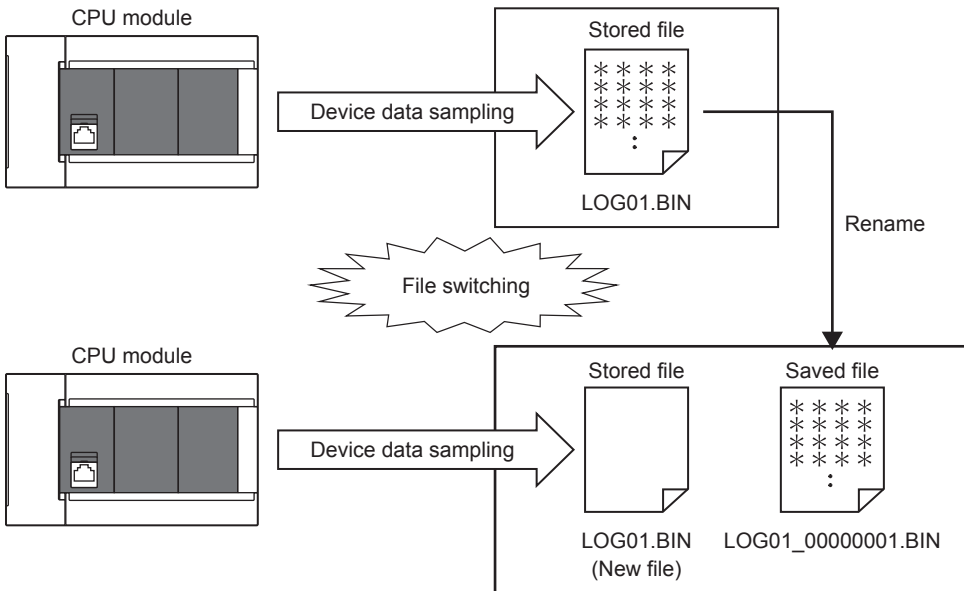 CPU module
Stored file
Device data sampling
* * * *
* * * *
* * * *
* * * *
:
LOG01.BIN
Rename
File switching
CPU module
Stored file
Saved file
Device data sampling
* * * *
* * * *
* * * *
* * * *
:
LOG01.BIN
(New file)
LOG01_00000001.BIN